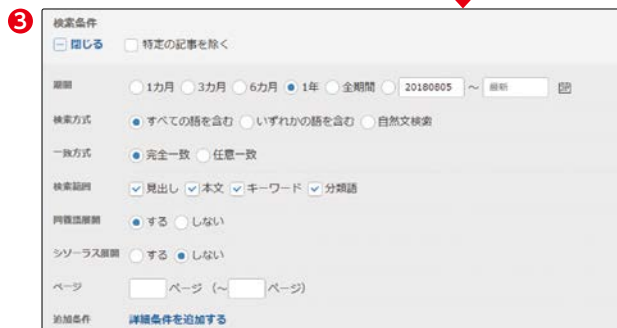 3
検索条件
閉じる 特定の記事を除く
期間 1カ月 3カ月 6カ月 1年 全期間 20180805 ～ 最新
検索方式 すべての語を含む いずれかの語を含む 自然文検索
一致方式 完全一致 任意一致
検索範囲 見出し 本文 キーワード 分類語
同義語展開 する しない
シソーラス展開 する しない
ページ ページ （～ ページ）
追加条件 詳細条件を追加する